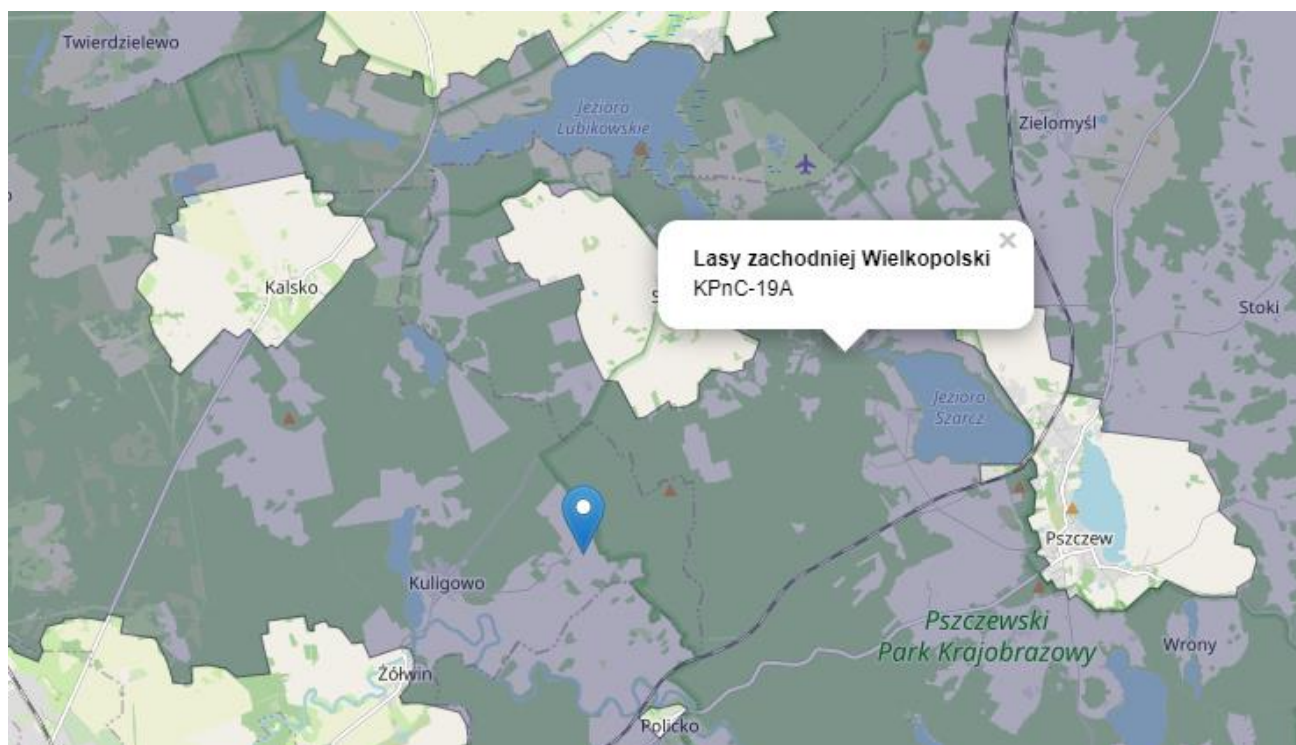 Twierdzielewo
Jezioro
Lubikowskie
Zielomyśl
Lasy zachodniej Wielkopolski
KPnC-19A
×
Kalsko
Stoki
Jezioro
Szarcz
Pszczew
Kuligowo
Pszczewski
Park Krajobrazowy
Wrony
Żółwin
Policko